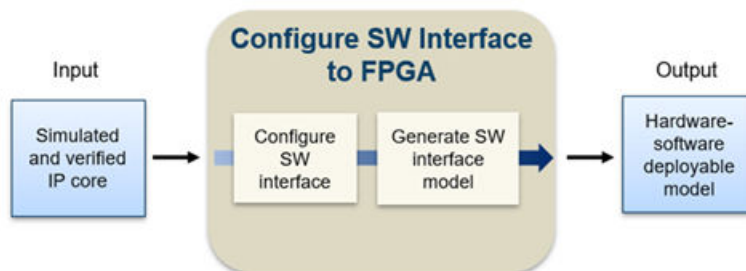 Configure SW Interface
to FPGA
Input
Output
Simulated
and verified
IP core
Configure
SW
interface
Generate SW
interface
model
Hardware-
software
deployable
model